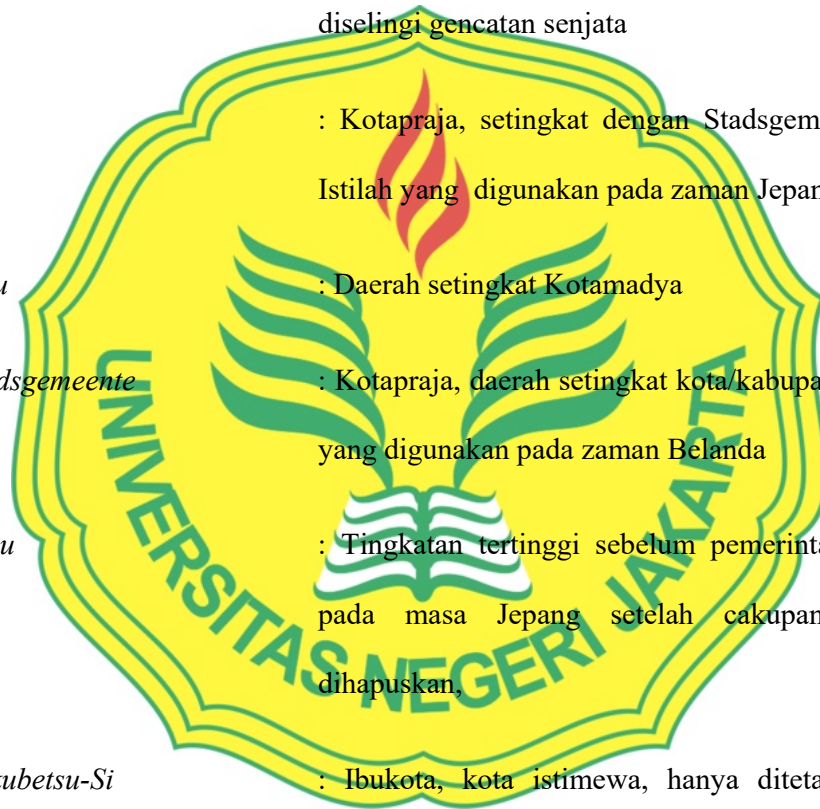 diselingi gencatan senjata
: Kotapraja, setingkat dengan Stadsgem
Istilah yang digunakan pada zaman Jepan
u : Daerah setingkat Kotamadya
dsgemeente : Kotapraja, daerah setingkat kota/kabupa
yang digunakan pada zaman Belanda
u : Tingkatan tertinggi sebelum pemerinta
pada masa Jepang setelah cakupan
dihapuskan,
ubetsu-Si : Ibukota, kota istimewa, hanya diteta
UNIVERSITAS NEGERI JAKARTA